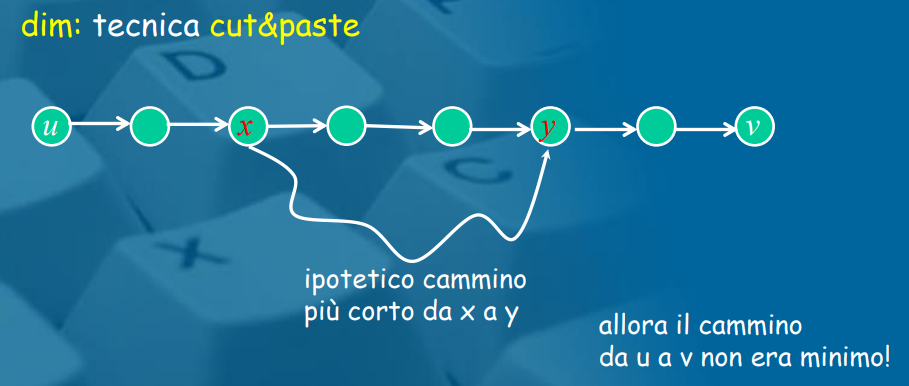 dim: tecnica cut&paste
D
u x y v
C
X
ipotetico cammino
più corto da x a y
allora il cammino
da u a v non era minimo!